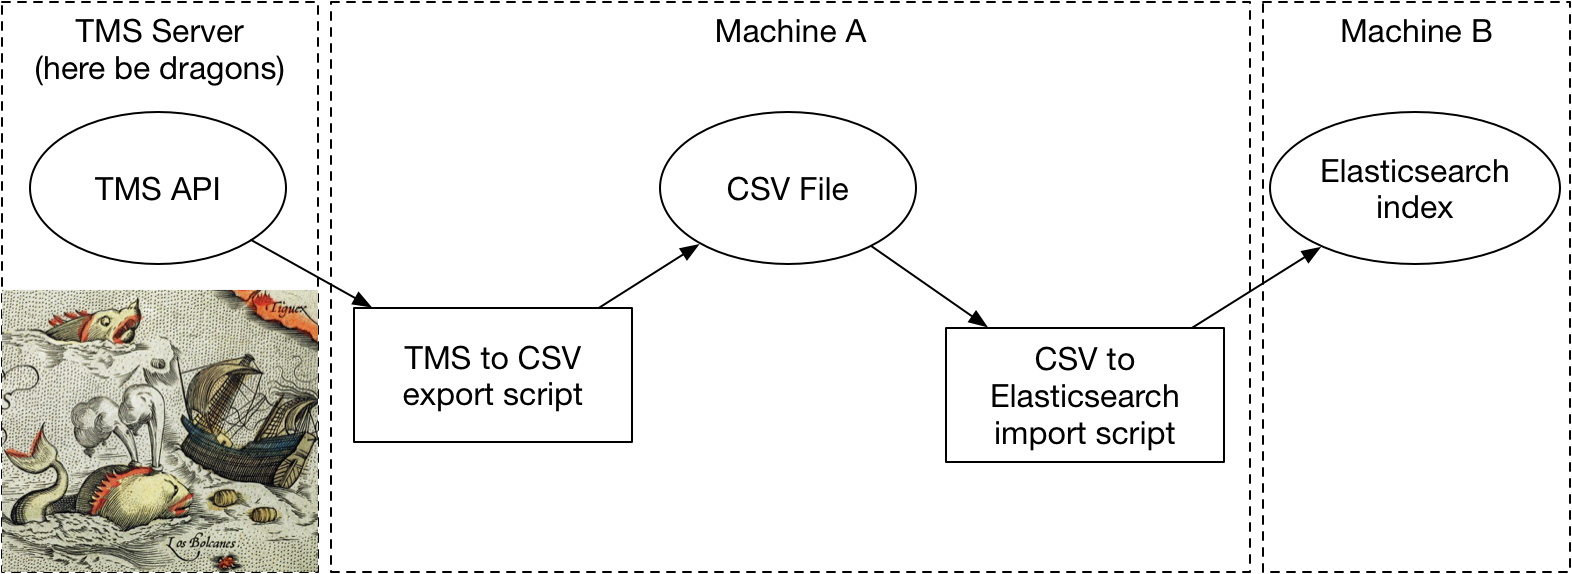 TMS Server
(here be dragons)
Machine A
Machine B
TMS API
CSV File
Elasticsearch
index
Tiguex
TMS to CSV
export script
CSV to
Elasticsearch
import script
Los Bolcanes.